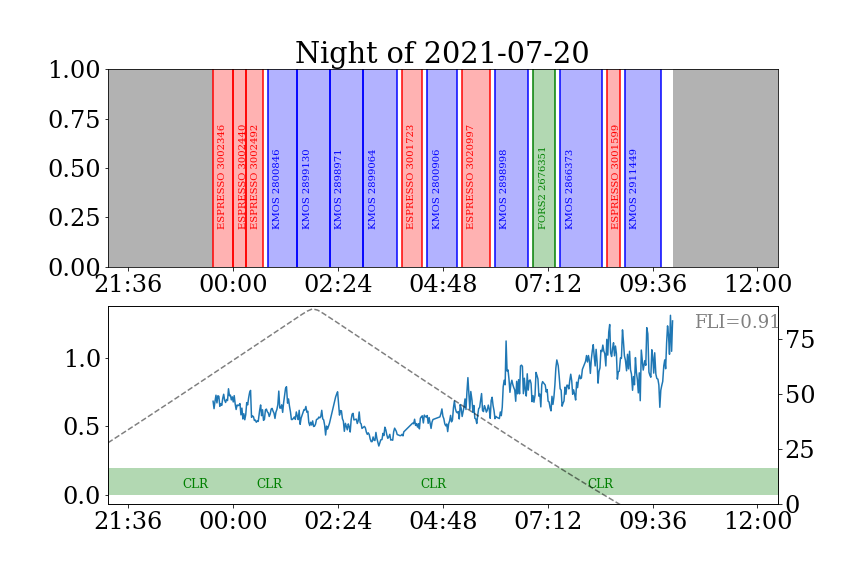 Night of 2021-07-20
1.00
0.75
0.50
0.25
0.00
ESPRESSO 3002346
ESPRESSO 3002440
ESPRESSO 3002492
KMOS 2800846
KMOS 2899130
KMOS 2898971
KMOS 2899064
ESPRESSO 3001723
KMOS 2800906
ESPRESSO 3020997
KMOS 2898998
FORS2 2676351
KMOS 2866373
ESPRESSO 3001599
KMOS 2911449
21:36 00:00 02:24 04:48 07:12 09:36 12:00
FLI=0.91
1.0
0.5
0.0
75
50
25
0
CLR CLR CLR CLR
21:36 00:00 02:24 04:48 07:12 09:36 12:00